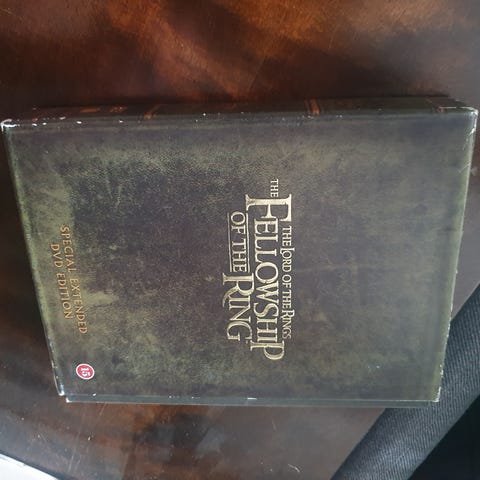 THE LORD OF THE RINGS
THE
FELLOWSHIP
OF THE RING
SPECIAL EXTENDED
DVD EDITION
15